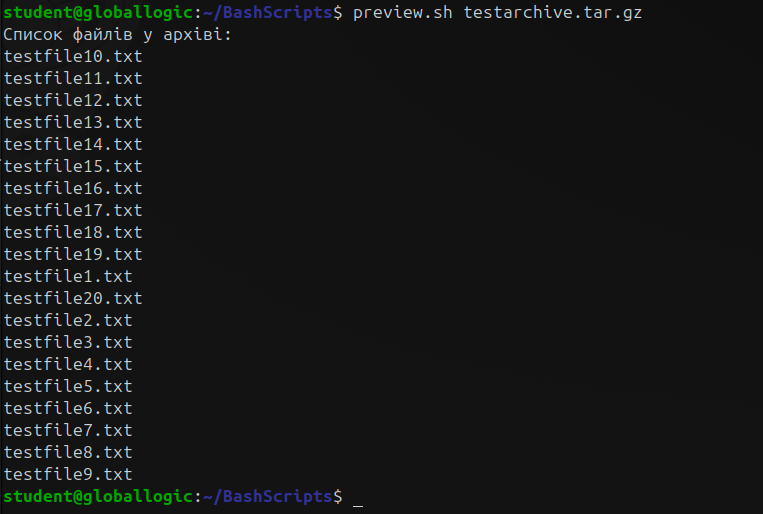 student@globallogic:~/BashScripts$ preview.sh testarchive.tar.gz
Список файлів у архіві:
testfile10.txt
testfile11.txt
testfile12.txt
testfile13.txt
testfile14.txt
testfile15.txt
testfile16.txt
testfile17.txt
testfile18.txt
testfile19.txt
testfile1.txt
testfile20.txt
testfile2.txt
testfile3.txt
testfile4.txt
testfile5.txt
testfile6.txt
testfile7.txt
testfile8.txt
testfile9.txt
student@globallogic:~/BashScripts$ _